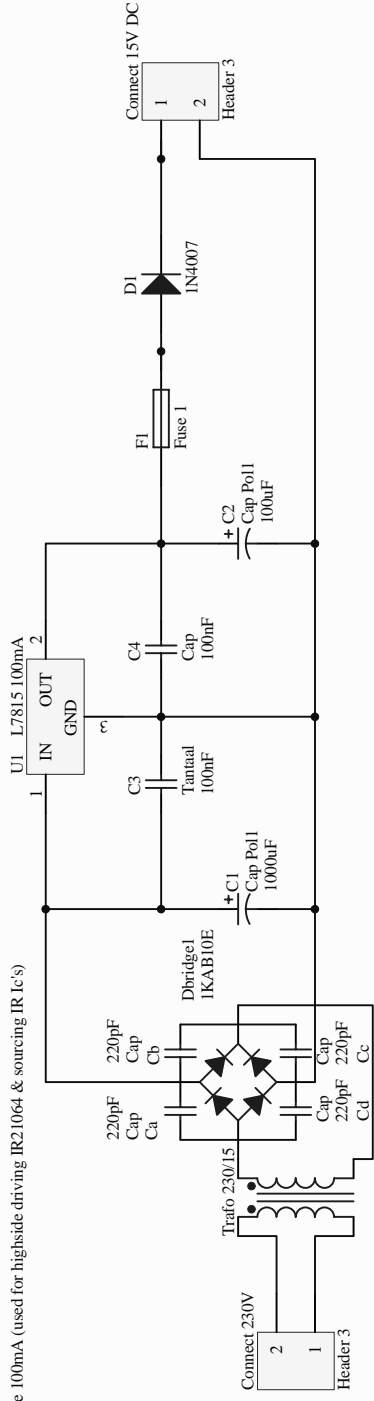 e 100mA (used for highside driving IR21064 & sourcing IR Ic's)
Connect 230V
2
1
Header 3
Trafo 230/15
220pF
Cap
Ca
220pF
Cap
Cb
Cap
220pF
Cd
Cap
220pF
Cc
Dbridge1
1KAB10E
+
C1
Cap Pol1
1000uF
U1
L7815 100mA
1
IN
OUT
2
GND
3
C3
Tantaal
100nF
C4
Cap
100nF
+
C2
Cap Pol1
100uF
F1
Fuse 1
D1
1N4007
Connect 15V DC
1
2
Header 3